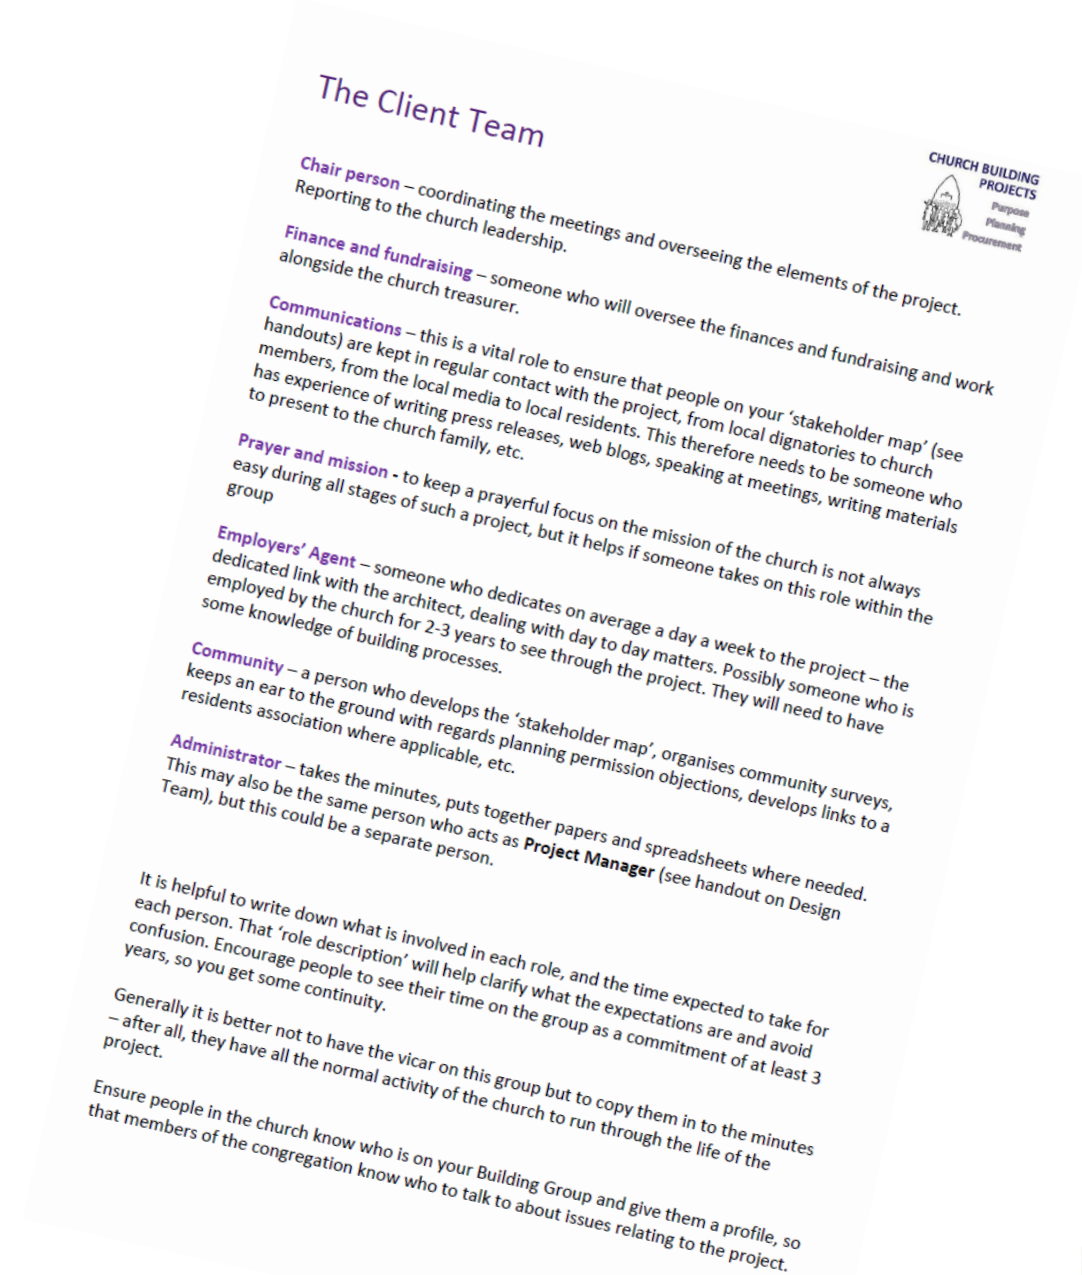 The Client Team
CHURCH BUILDING
PROJECTS
Purpose
Planning
Procurement
Chair person – coordinating the meetings and overseeing the elements of the project.
Reporting to the church leadership.
Finance and fundraising – someone who will oversee the finances and fundraising and work
alongside the church treasurer.
Communications – this is a vital role to ensure that people on your ‘stakeholder map’ (see
handouts) are kept in regular contact with the project, from local dignatories to church
members, from the local media to local residents. This therefore needs to be someone who
has experience of writing press releases, web blogs, speaking at meetings, writing materials
to present to the church family, etc.
Prayer and mission - to keep a prayerful focus on the mission of the church is not always
easy during all stages of such a project, but it helps if someone takes on this role within the
group
Employers’ Agent – someone who dedicates on average a day a week to the project – the
dedicated link with the architect, dealing with day to day matters. Possibly someone who is
employed by the church for 2-3 years to see through the project. They will need to have
some knowledge of building processes.
Community – a person who develops the ‘stakeholder map’, organises community surveys,
keeps an ear to the ground with regards planning permission objections, develops links to a
residents association where applicable, etc.
Administrator – takes the minutes, puts together papers and spreadsheets where needed.
This may also be the same person who acts as Project Manager (see handout on Design
Team), but this could be a separate person.
It is helpful to write down what is involved in each role, and the time expected to take for
each person. That ‘role description’ will help clarify what the expectations are and avoid
confusion. Encourage people to see their time on the group as a commitment of at least 3
years, so you get some continuity.
Generally it is better not to have the vicar on this group but to copy them in to the minutes
– after all, they have all the normal activity of the church to run through the life of the
project.
Ensure people in the church know who is on your Building Group and give them a profile, so
that members of the congregation know who to talk to about issues relating to the project.